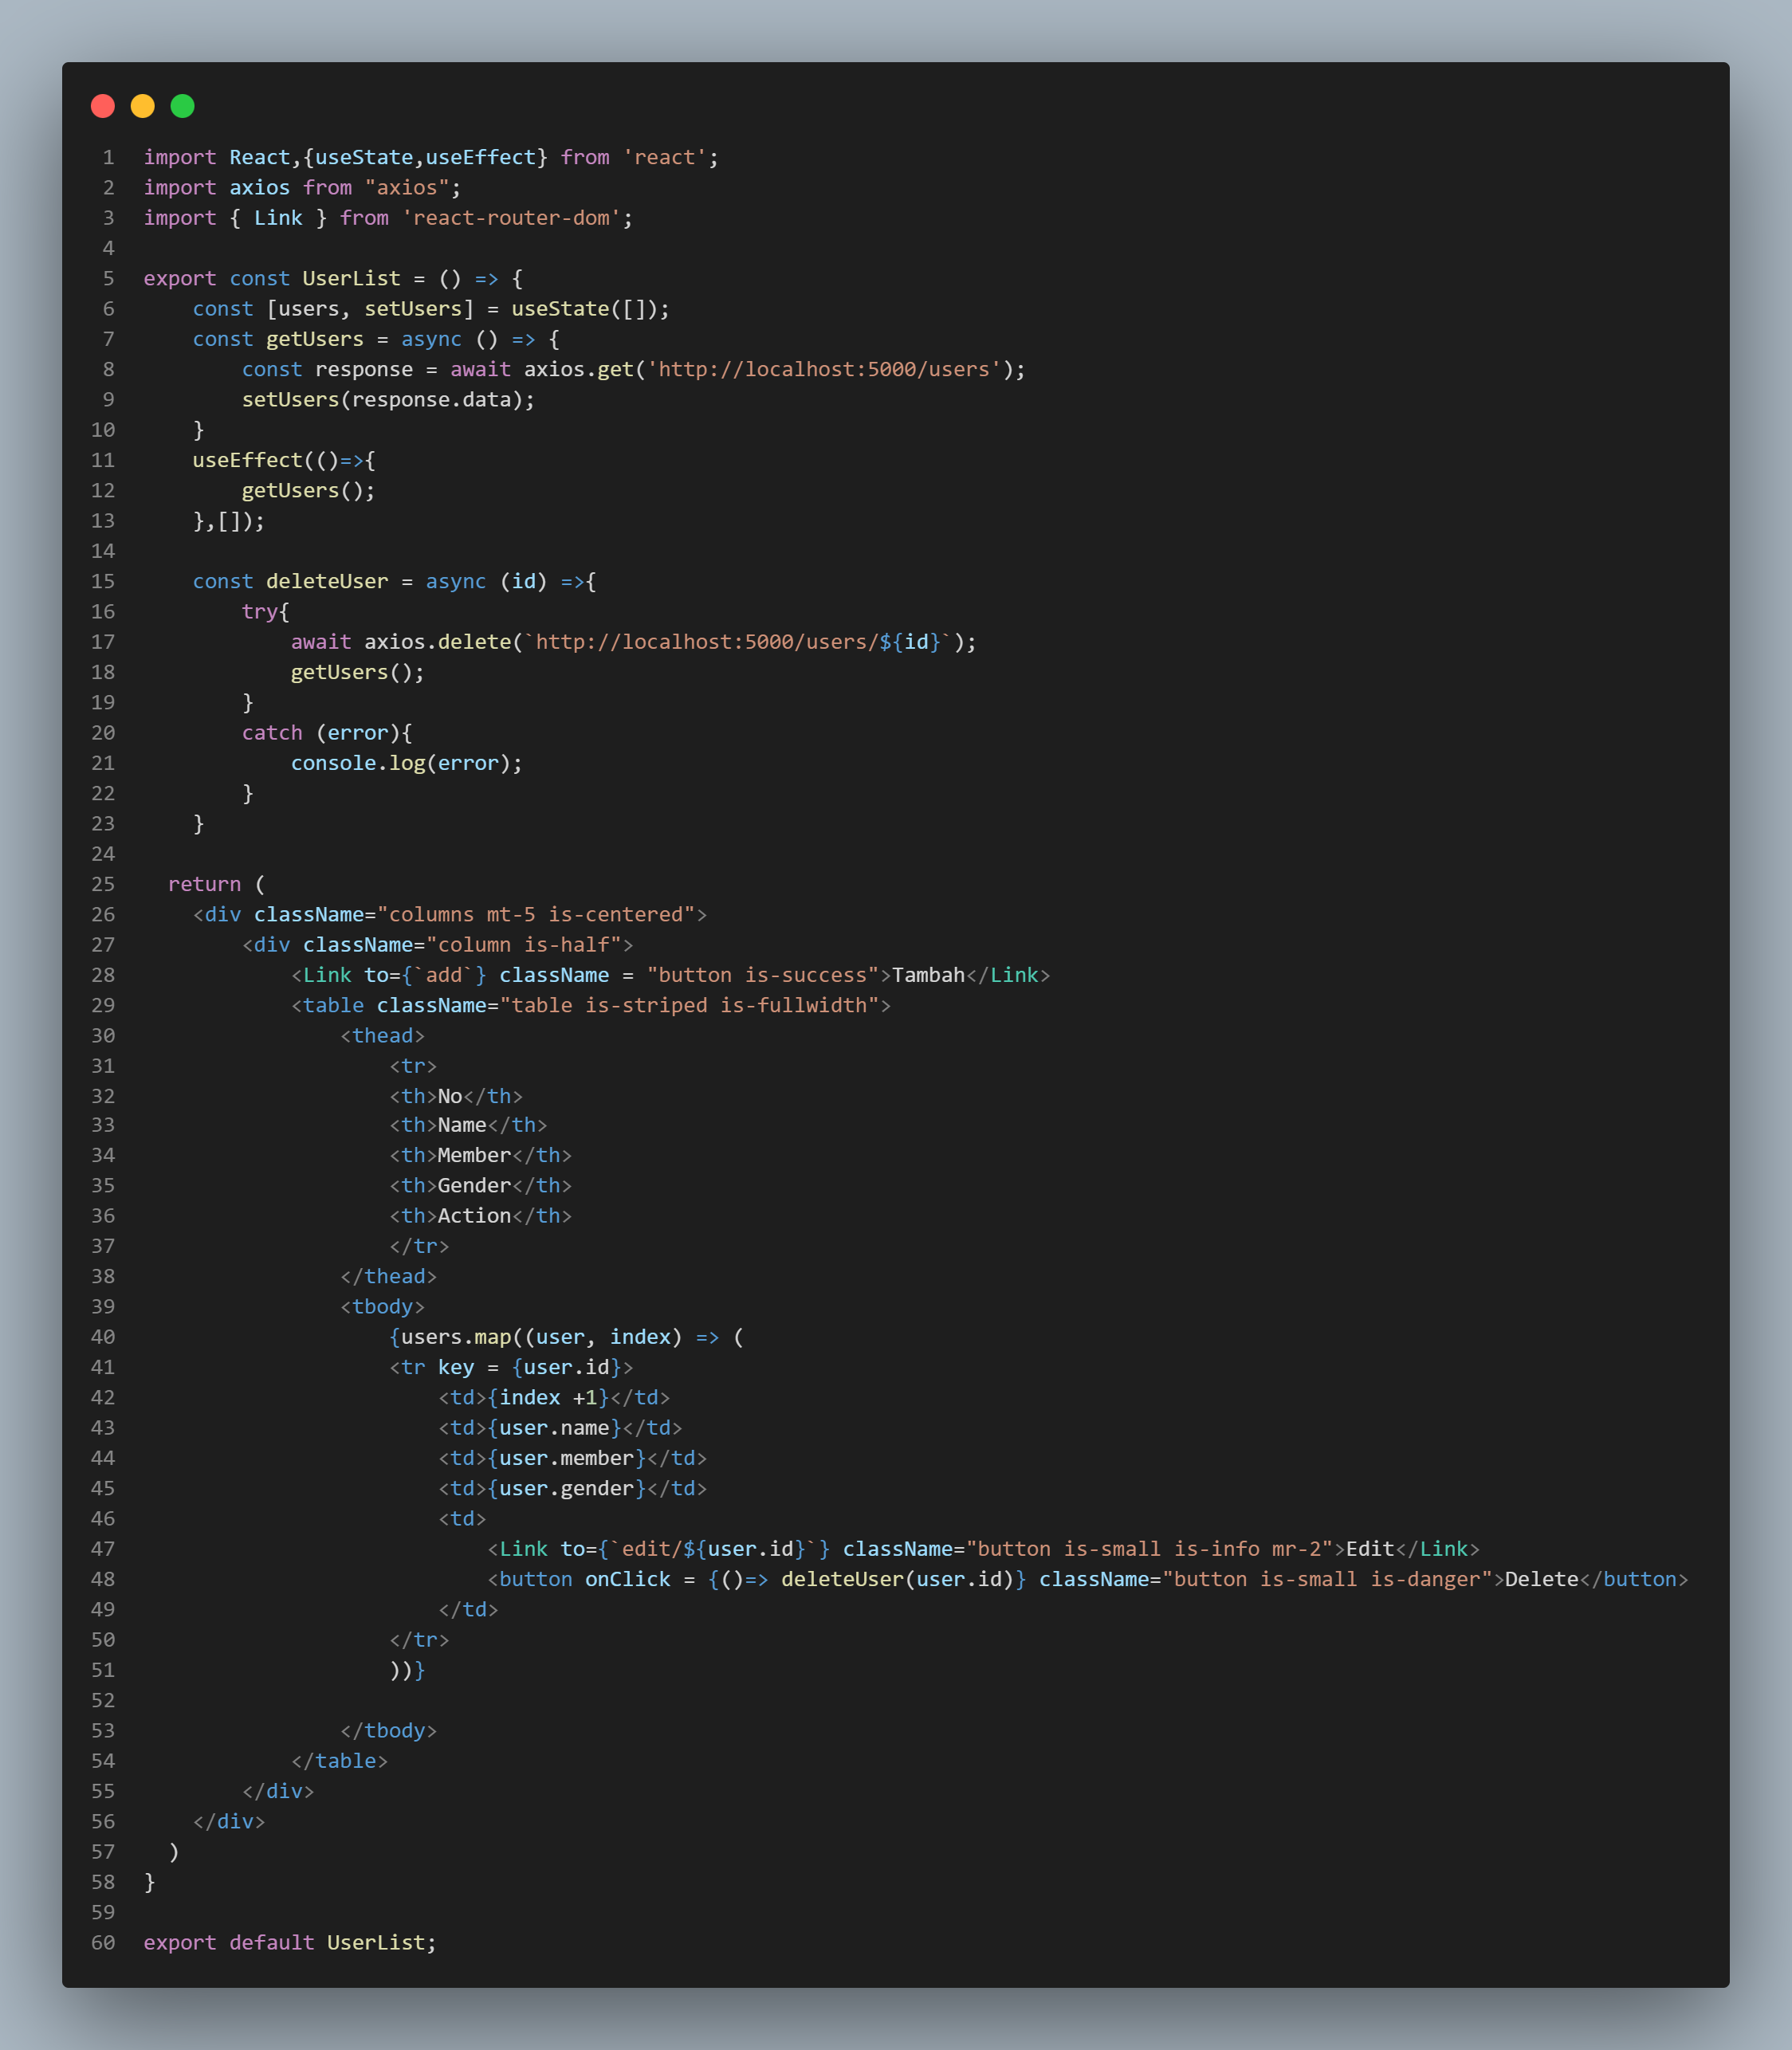 1 import React,{useState,useEffect} from 'react';
2 import axios from "axios";
3 import { Link } from 'react-router-dom';
4
5 export const UserList = () => {
6     const [users, setUsers] = useState([]);
7     const getUsers = async () => {
8         const response = await axios.get('http://localhost:5000/users');
9         setUsers(response.data);
10     }
11     useEffect(()=>{
12         getUsers();
13     },[]);
14
15     const deleteUser = async (id) =>{
16         try{
17             await axios.delete(`http://localhost:5000/users/${id}`);
18             getUsers();
19         }
20         catch (error){
21             console.log(error);
22         }
23     }
24
25   return (
26     <div className="columns mt-5 is-centered">
27         <div className="column is-half">
28             <Link to={`add`} className = "button is-success">Tambah</Link>
29             <table className="table is-striped is-fullwidth">
30                 <thead>
31                     <tr>
32                     <th>No</th>
33                     <th>Name</th>
34                     <th>Member</th>
35                     <th>Gender</th>
36                     <th>Action</th>
37                     </tr>
38                 </thead>
39                 <tbody>
40                     {users.map((user, index) => (
41                     <tr key = {user.id}>
42                         <td>{index +1}</td>
43                         <td>{user.name}</td>
44                         <td>{user.member}</td>
45                         <td>{user.gender}</td>
46                         <td>
47                             <Link to={`edit/${user.id}`} className="button is-small is-info mr-2">Edit</Link>
48                             <button onClick = {()=> deleteUser(user.id)} className="button is-small is-danger">Delete</button>
49                         </td>
50                     </tr>
51                     ))}
52
53                 </tbody>
54             </table>
55         </div>
56     </div>
57   )
58 }
59
60 export default UserList;